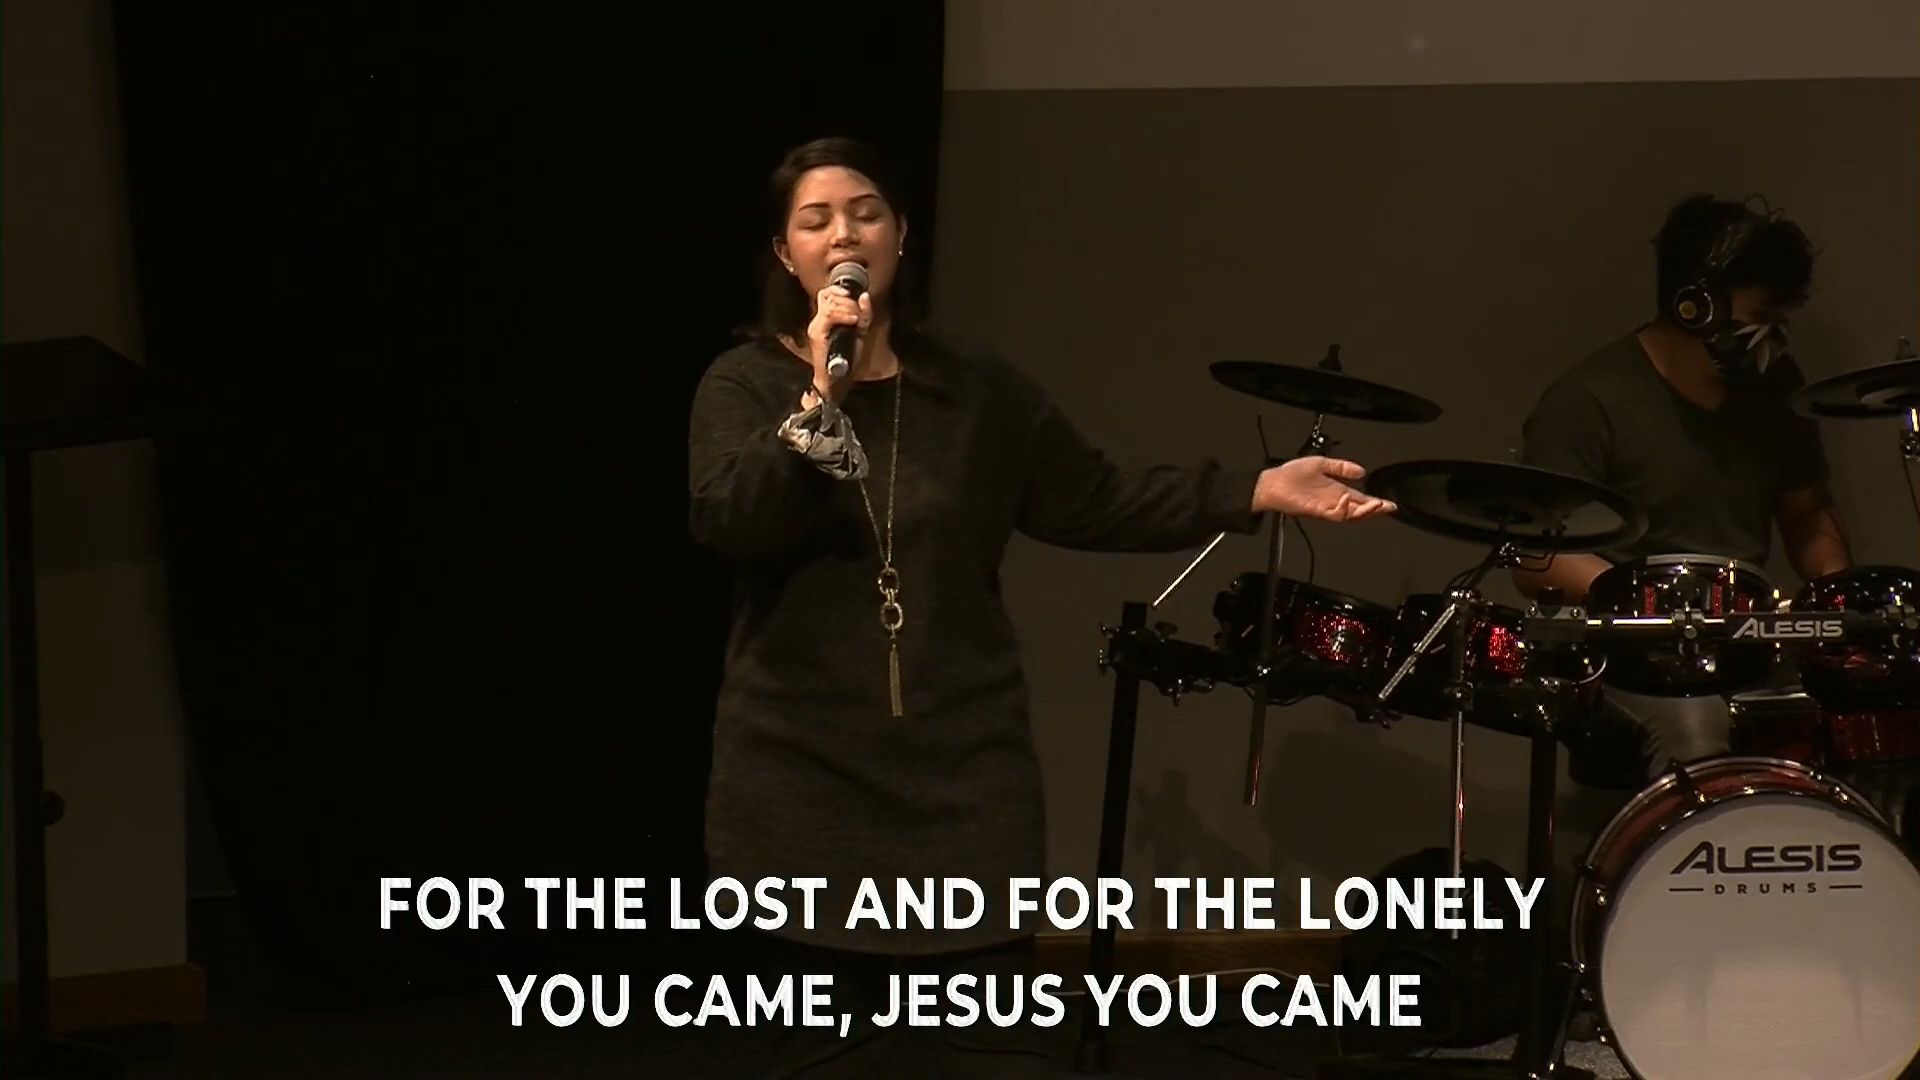 ALESIS
ALESIS
DRUMS
FOR THE LOST AND FOR THE LONELY
YOU CAME, JESUS YOU CAME